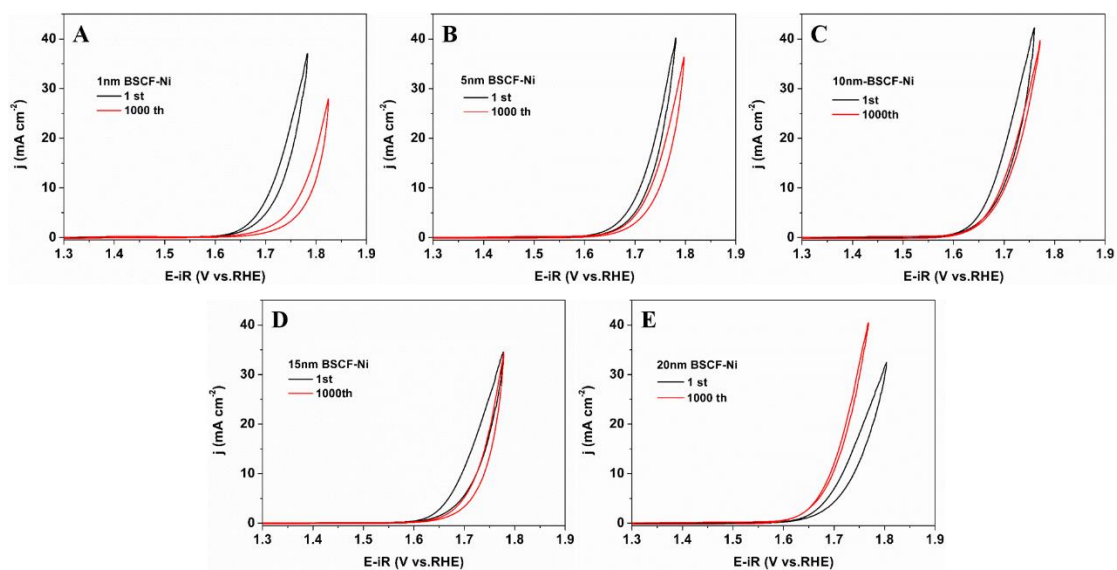 A
1nm BSCF-Ni
1 st
1000 th
40
30
20
10
0
j (mA cm-2)
1.3 1.4 1.5 1.6 1.7 1.8 1.9
E-iR (V vs.RHE)
B
5nm BSCF-Ni
1 st
1000 th
40
30
20
10
0
j (mA cm-2)
1.3 1.4 1.5 1.6 1.7 1.8 1.9
E-iR (V vs.RHE)
C
10nm-BSCF-Ni
1st
1000th
40
30
20
10
0
j (mA cm-2)
1.3 1.4 1.5 1.6 1.7 1.8 1.9
E-iR (V vs.RHE)
D
15nm BSCF-Ni
1st
1000th
40
30
20
10
0
j (mA cm-2)
1.3 1.4 1.5 1.6 1.7 1.8 1.9
E-iR (V vs.RHE)
E
20nm BSCF-Ni
1 st
1000 th
40
30
20
10
0
j (mA cm-2)
1.3 1.4 1.5 1.6 1.7 1.8 1.9
E-iR (V vs.RHE)